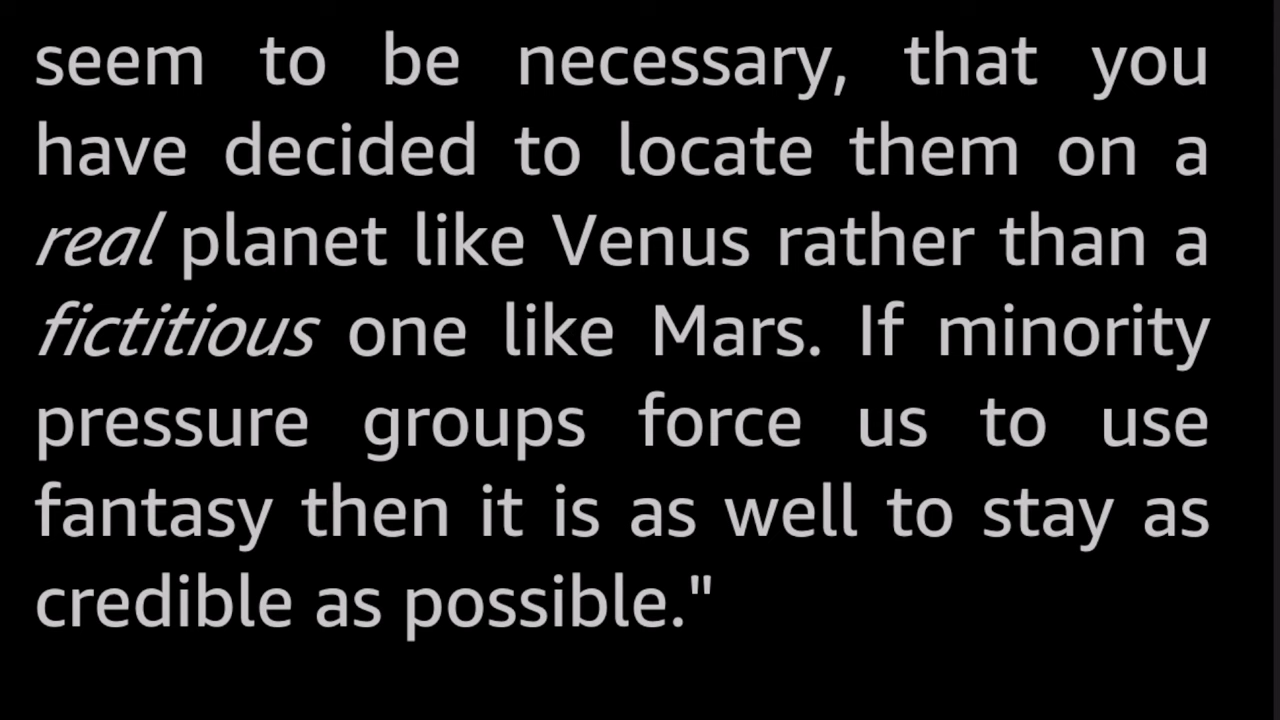 seem to be necessary, that you
have decided to locate them on a
real planet like Venus rather than a
fictitious one like Mars. If minority
pressure groups force us to use
fantasy then it is as well to stay as
credible as possible."